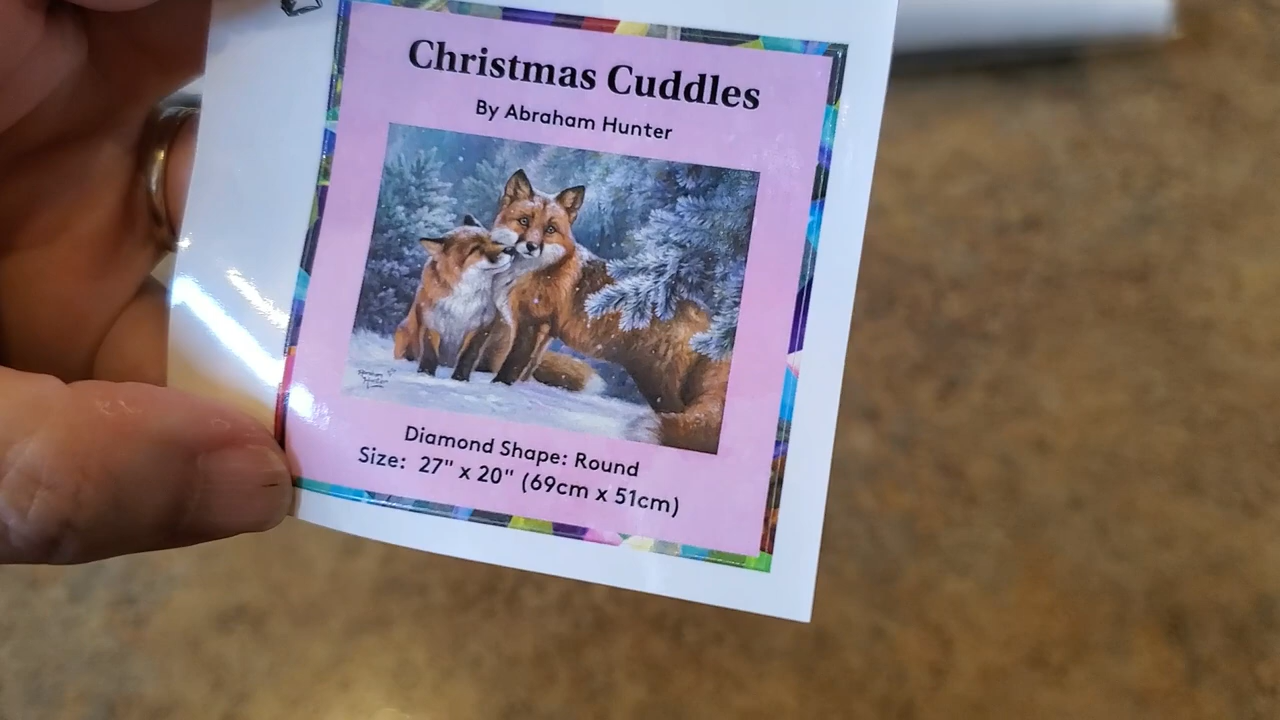 Christmas Cuddles
By Abraham Hunter
Diamond Shape: Round
Size: 27" x 20" (69cm x 51cm)